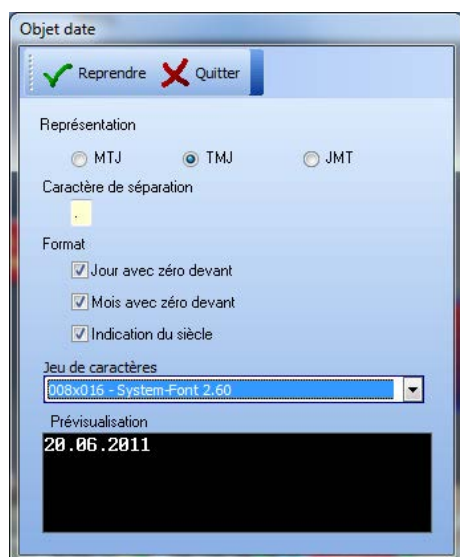 Objet date
Reprendre Quitter
Représentation
MTJ TMJ JMT
Caractère de séparation
.
Format
Jour avec zéro devant
Mois avec zéro devant
Indication du siècle
Jeu de caractères
008x016 - System-Font 2.60
Prévisualisation
20.06.2011